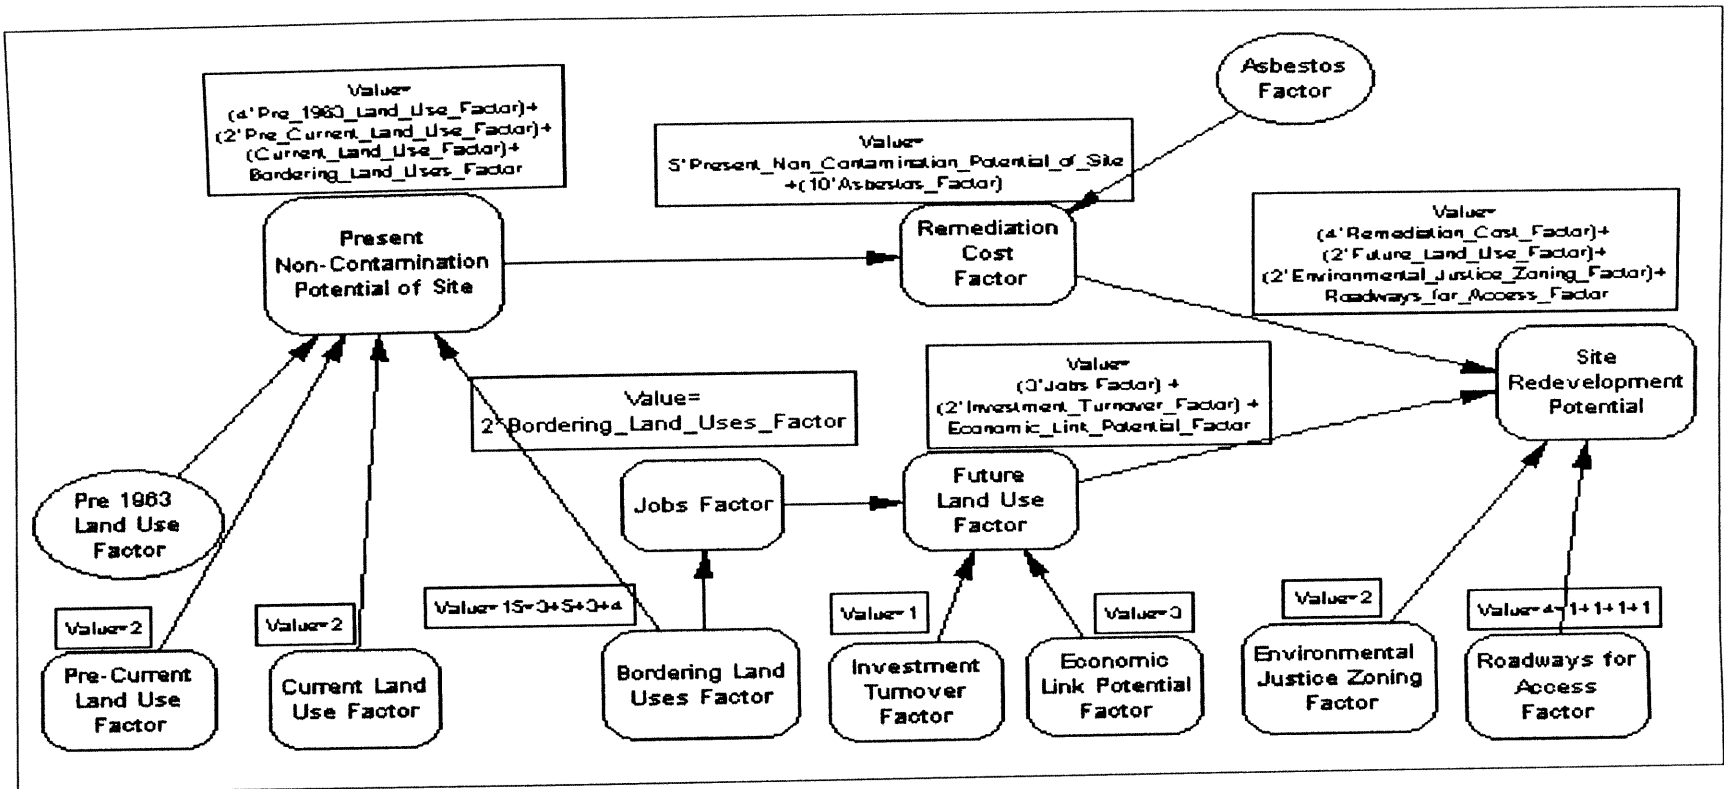 Asbestos
Factor
Value=
(4*Pre_1963_Land_Use_Factor)+
(2*Pre_Current_Land_Use_Factor)+
(Current_Land_Use_Factor)+
Bordering_Land_Uses_Factor
Value=
5*Present_Non_Contamination_Potential_of_Site
+(10*Asbestos_Factor)
Value=
(4*Remediation_Cost_Factor)+
(2*Future_Land_Use_Factor)+
(2*Environmental_Justice_Zoning_Factor)+
Roadways_for_Access_Factor
Present
Non-Contamination
Potential of Site
Remediation
Cost
Factor
Value=
2*Bordering_Land_Uses_Factor
Value=
(3*Jobs Factor) +
(2*Investment_Turnover_Factor) +
Economic_Link_Potential_Factor
Site
Redevelopment
Potential
Pre 1963
Land Use
Factor
Jobs Factor
Future
Land Use
Factor
Value=2
Value=2
Value=15=3+5+3+4
Value=1
Value=3
Value=2
Value=4=1+1+1+1
Pre-Current
Land Use
Factor
Current Land
Use Factor
Bordering Land
Uses Factor
Investment
Turnover
Factor
Economic
Link Potential
Factor
Environmental
Justice Zoning
Factor
Roadways for
Access
Factor